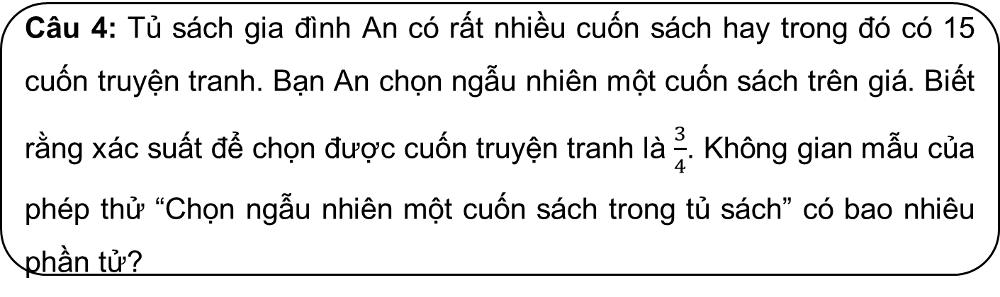 Câu 4: Tủ sách gia đình An có rất nhiều cuốn sách hay trong đó có 15
cuốn truyện tranh. Bạn An chọn ngẫu nhiên một cuốn sách trên giá. Biết
rằng xác suất để chọn được cuốn truyện tranh là 3/4. Không gian mẫu của
phép thử “Chọn ngẫu nhiên một cuốn sách trong tủ sách” có bao nhiêu
phần tử?